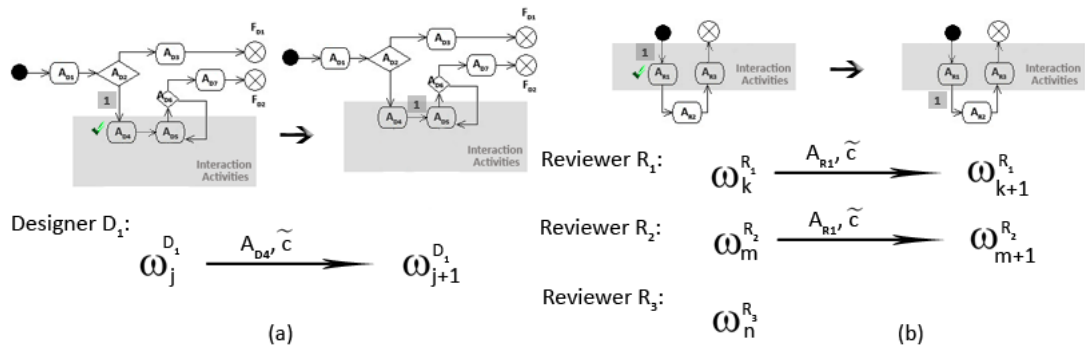 F_D1 F_D1
A_D3 A_D3
A_D1 A_D2 A_D7 A_D1 A_D2 A_D7
A_D6 F_D2 A_D6 F_D2
1 1
A_D4 A_D5 A_D4 A_D5
Interaction Activities Interaction Activities
Designer D₁:
ω_j^D₁ A_D4, c̃ ω_j+1^D₁
(a)
1 Interaction Activities Interaction Activities
A_R1 A_R3 A_R1 A_R3
1
A_R2 A_R2
Reviewer R₁:
ω_k^R₁ A_R1, c̃ ω_k+1^R₁
Reviewer R₂:
ω_m^R₂ A_R1, c̃ ω_m+1^R₂
Reviewer R₃:
ω_n^R₃
(b)